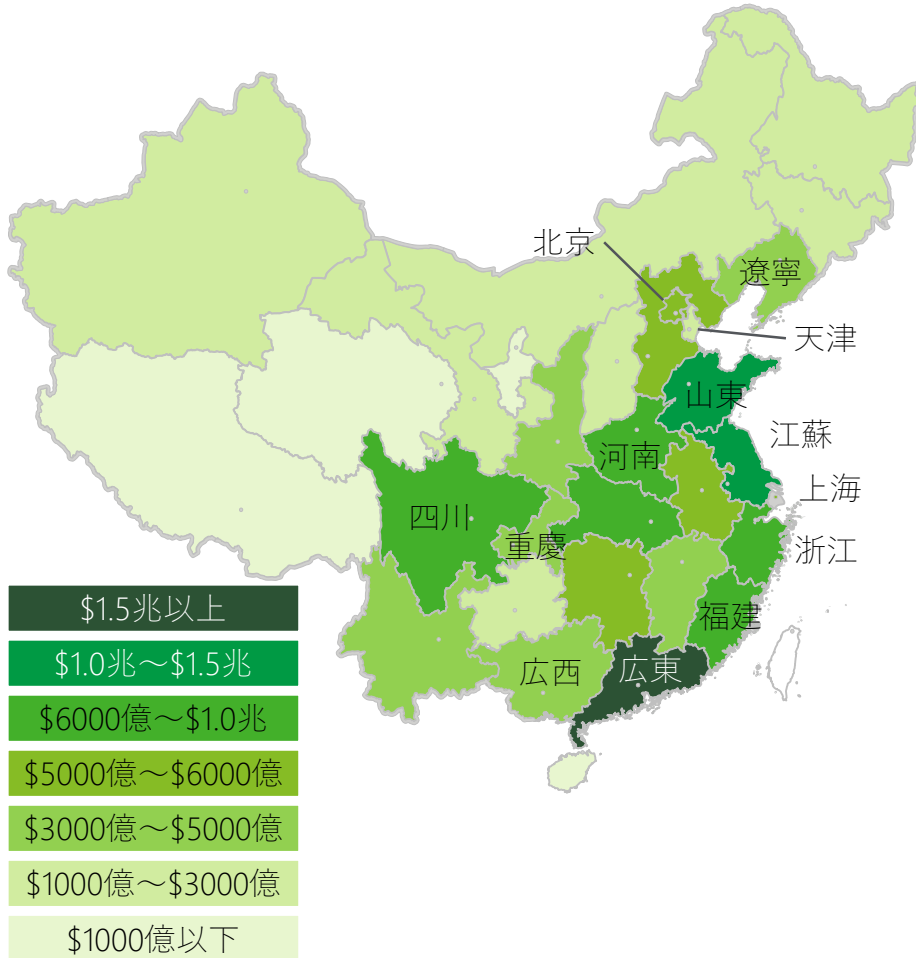 北京
遼寧
天津
山東
江蘇
河南
上海
四川
重慶
浙江
福建
広西
広東
$1.5兆以上
$1.0兆～$1.5兆
$6000億～$1.0兆
$5000億～$6000億
$3000億～$5000億
$1000億～$3000億
$1000億以下